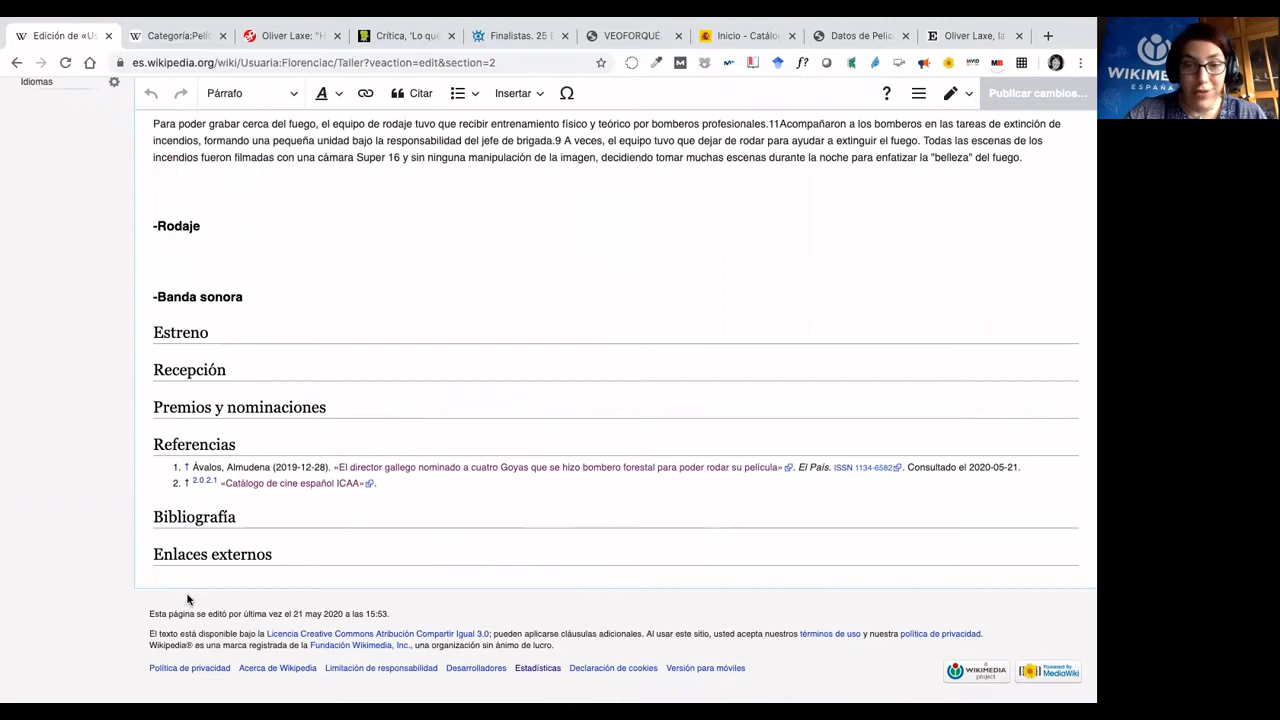 Edición de «Us
Categoría:Pelíc
Oliver Laxe: "H
Crítica, 'Lo que
Finalistas. 25 E
VEOFORQUÉ.
Inicio - Catálog
Datos de Pelíc
Oliver Laxe, la
es.wikipedia.org/wiki/Usuaria:Florenciac/Taller?veaction=edit&section=2
WIKIMEDIA
ESPAÑA
Idiomas
Párrafo
A
Citar
Insertar
Ω
?
Publicar cambios...
Para poder grabar cerca del fuego, el equipo de rodaje tuvo que recibir entrenamiento físico y teórico por bomberos profesionales.11Acompañaron a los bomberos en las tareas de extinción de
incendios, formando una pequeña unidad bajo la responsabilidad del jefe de brigada.9 A veces, el equipo tuvo que dejar de rodar para ayudar a extinguir el fuego. Todas las escenas de los
incendios fueron filmadas con una cámara Super 16 y sin ninguna manipulación de la imagen, decidiendo tomar muchas escenas durante la noche para enfatizar la "belleza" del fuego.
-Rodaje
-Banda sonora
Estreno
Recepción
Premios y nominaciones
Referencias
1. ↑ Ávalos, Almudena (2019-12-28). «El director gallego nominado a cuatro Goyas que se hizo bombero forestal para poder rodar su película». El País. ISSN 1134-6582. Consultado el 2020-05-21.
2. ↑ 2.0 2.1 «Catálogo de cine español ICAA».
Bibliografía
Enlaces externos
Esta página se editó por última vez el 21 may 2020 a las 15:53.
El texto está disponible bajo la Licencia Creative Commons Atribución Compartir Igual 3.0; pueden aplicarse cláusulas adicionales. Al usar este sitio, usted acepta nuestros términos de uso y nuestra política de privacidad.
Wikipedia® es una marca registrada de la Fundación Wikimedia, Inc., una organización sin ánimo de lucro.
Política de privacidad Acerca de Wikipedia Limitación de responsabilidad Desarrolladores Estadísticas Declaración de cookies Versión para móviles
a
WIKIMEDIA
project
Powered By
MediaWiki